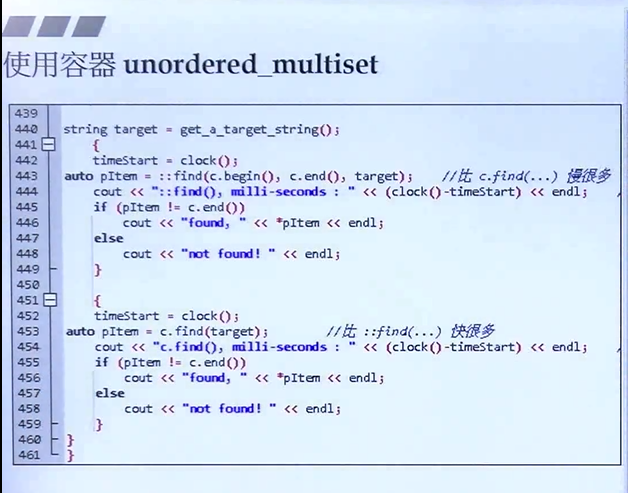 使用容器 unordered_multiset
439
440 string target = get_a_target_string();
441 {
442 timeStart = clock();
443 auto pItem = ::find(c.begin(), c.end(), target); //比 c.find(...) 慢很多
444 cout << "::find(), milli-seconds : " << (clock()-timeStart) << endl;
445 if (pItem != c.end())
446 cout << "found, " << *pItem << endl;
447 else
448 cout << "not found! " << endl;
449 }
450
451 {
452 timeStart = clock();
453 auto pItem = c.find(target); //比 ::find(...) 快很多
454 cout << "c.find(), milli-seconds : " << (clock()-timeStart) << endl;
455 if (pItem != c.end())
456 cout << "found, " << *pItem << endl;
457 else
458 cout << "not found! " << endl;
459 }
460 }
461 }